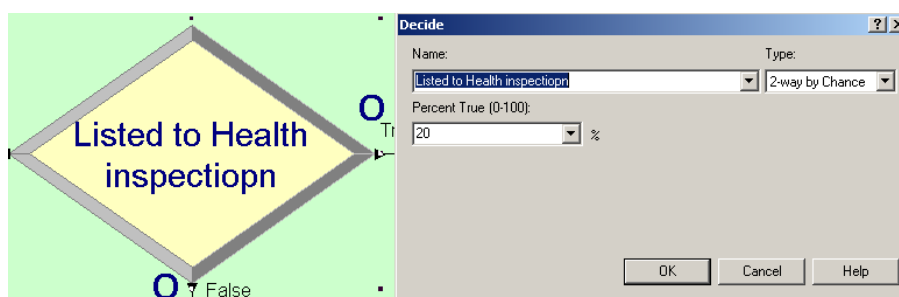 Listed to Health
inspectiopn
O
Tr
O
False
Decide
Name:
Type:
Listed to Health inspectiopn
2-way by Chance
Percent True (0-100):
20
%
OK
Cancel
Help